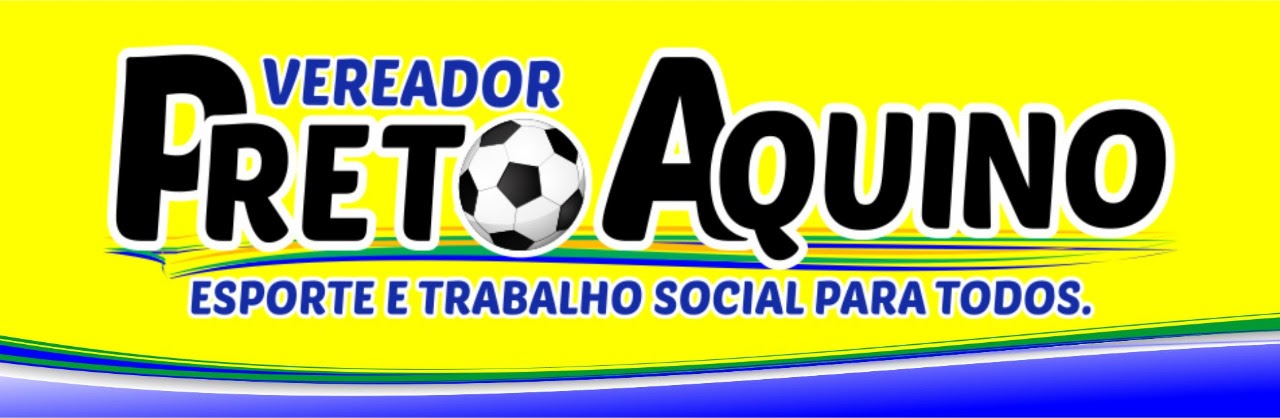 VEREADOR
PRETO AQUINO
ESPORTE E TRABALHO SOCIAL PARA TODOS.